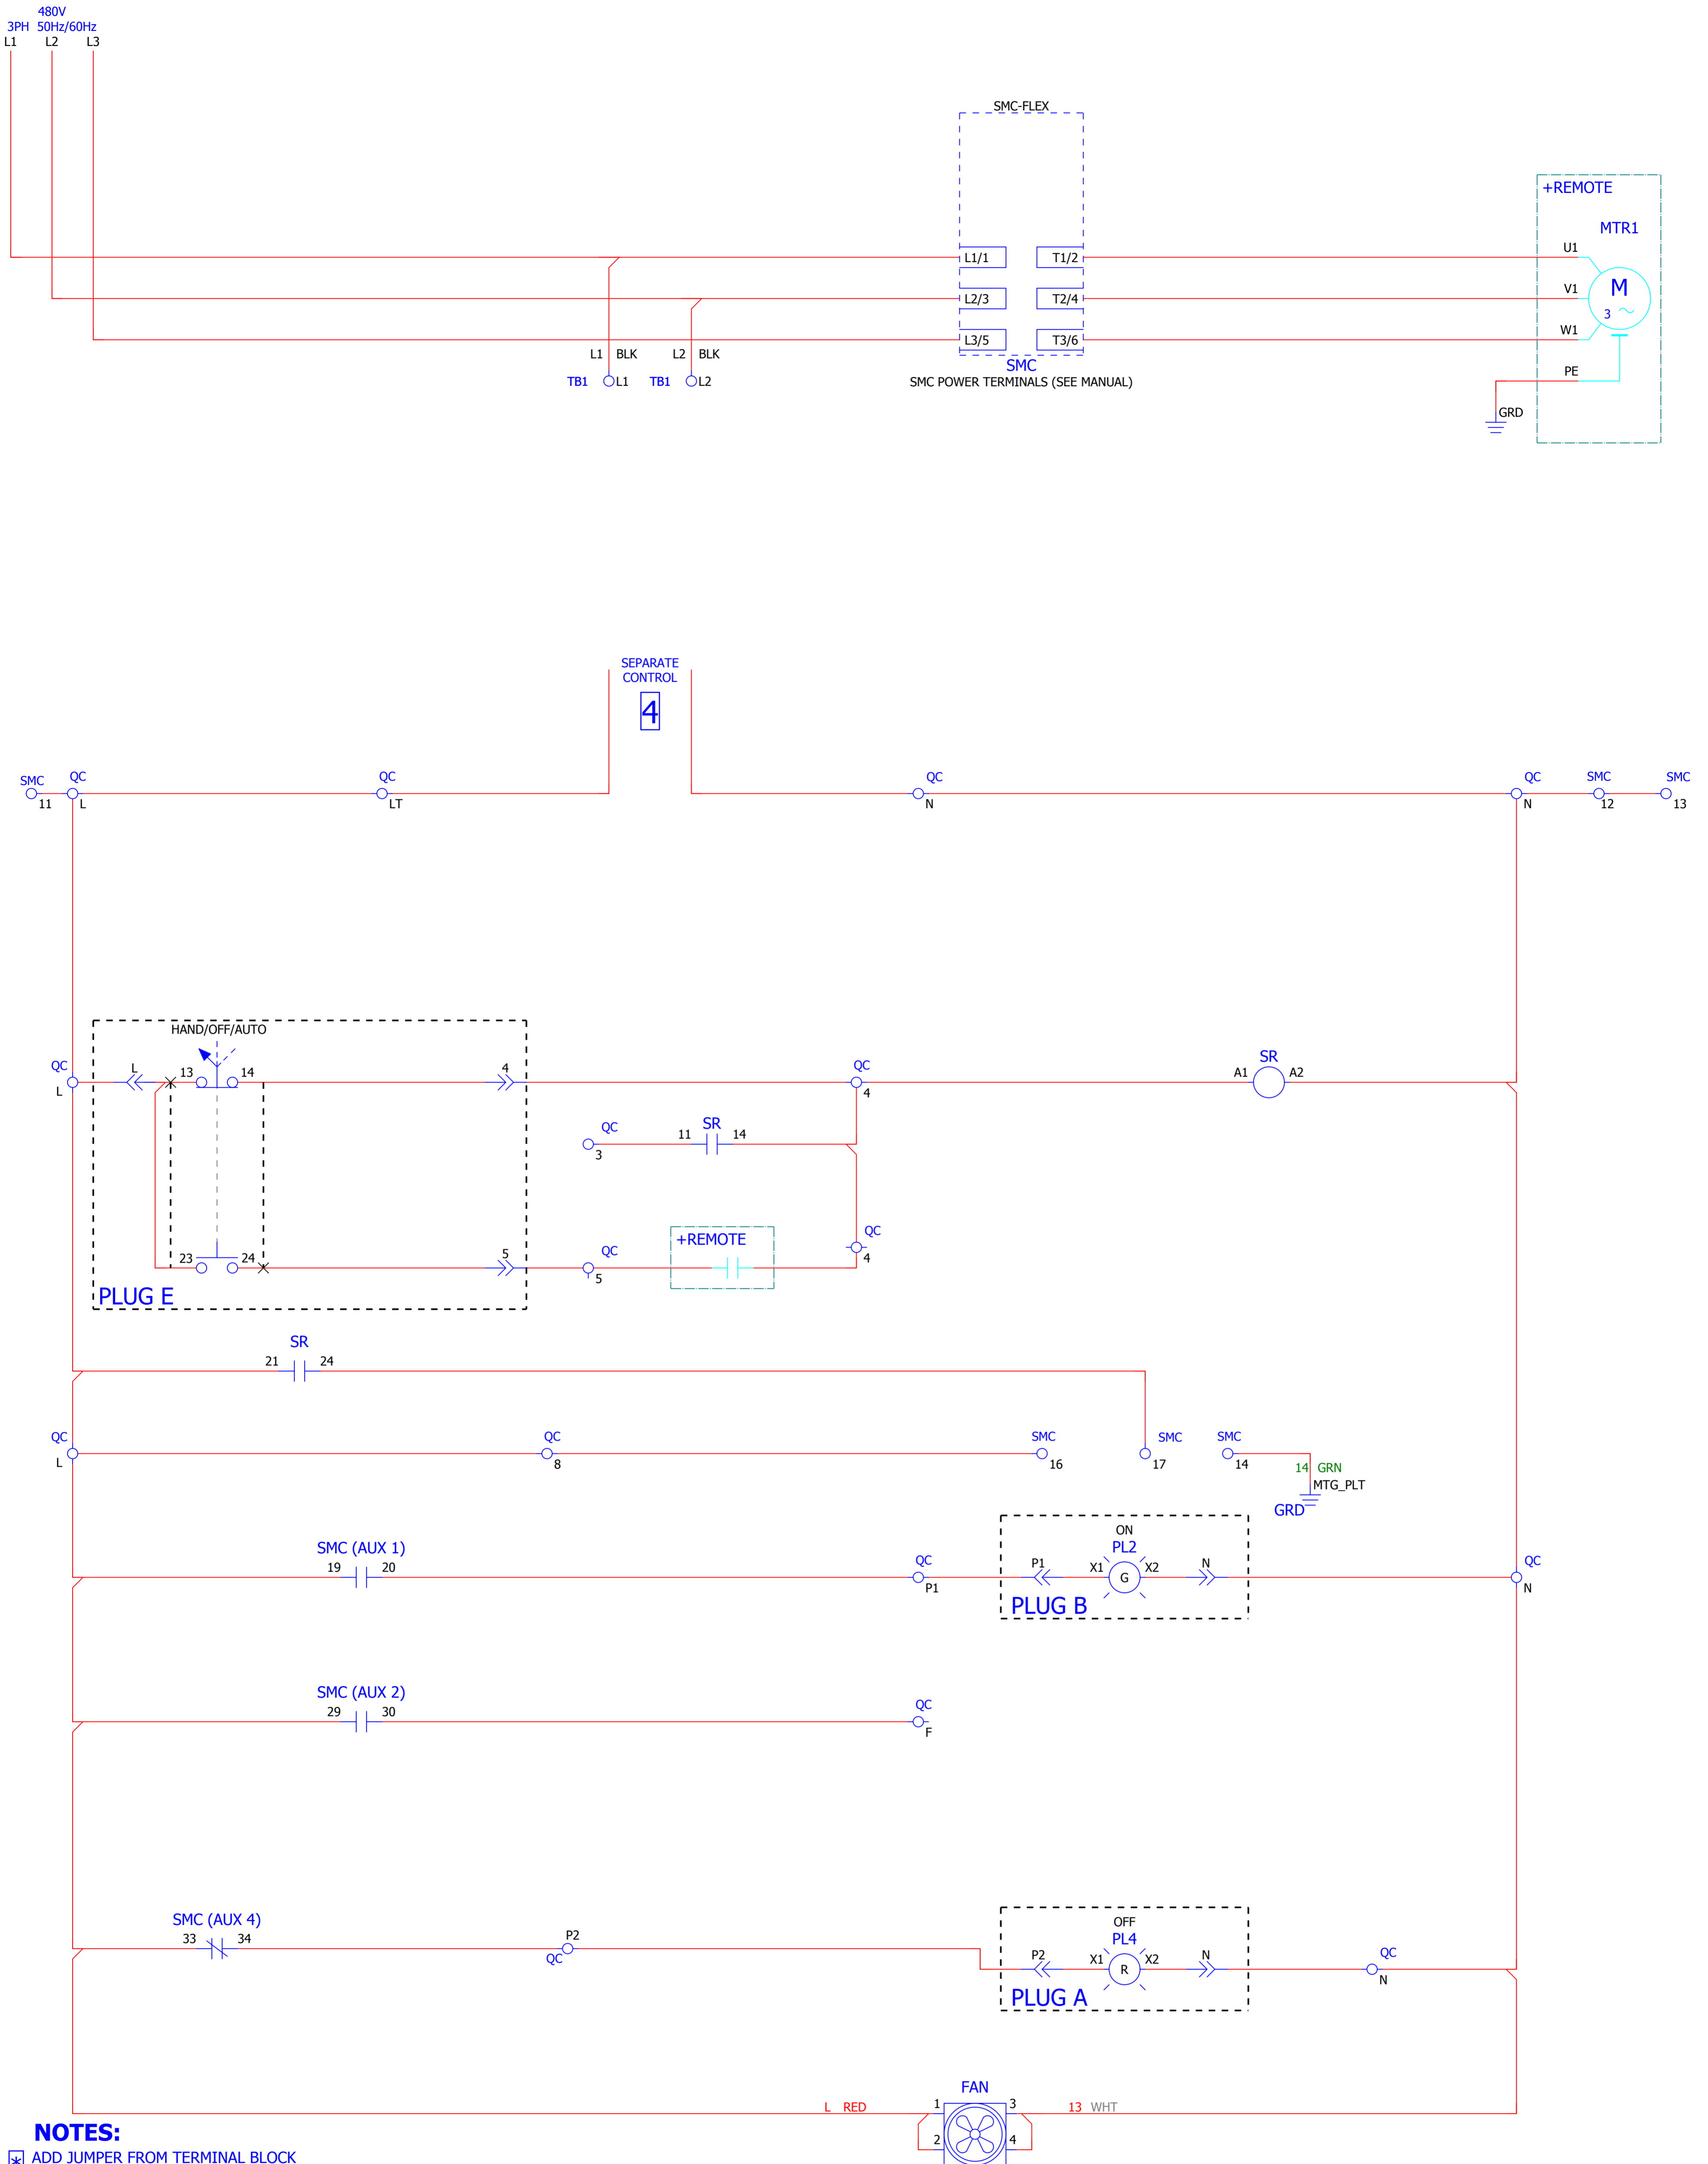 480V
3PH 50Hz/60Hz
L1 L2 L3
SMC-FLEX
+REMOTE
MTR1
L1/1 T1/2 U1
L2/3 T2/4 V1 M
3
L3/5 T3/6 W1
L1 BLK L2 BLK
SMC
TB1 L1 TB1 L2
SMC POWER TERMINALS (SEE MANUAL)
PE
GRD
SEPARATE
CONTROL
4
SMC QC QC QC QC SMC SMC
11 L LT N N 12 13
HAND/OFF/AUTO
QC L 13 14 4 QC SR
L 4 A1 A2
QC 11 SR 14
3
+REMOTE
QC
4
23 24 5 QC
5
PLUG E
SR
21 24
QC QC SMC SMC SMC
L 8 16 17 14
14 GRN
MTG_PLT
GRD
SMC (AUX 1)
19 20
ON
PL2
QC P1 X1 G X2 N QC
P1 N
PLUG B
SMC (AUX 2)
29 30 QC
F
SMC (AUX 4)
33 34 P2
QC
OFF
PL4
P2 X1 R X2 N QC
N
PLUG A
FAN
L RED 1 3 13 WHT
2 4
NOTES:
* ADD JUMPER FROM TERMINAL BLOCK